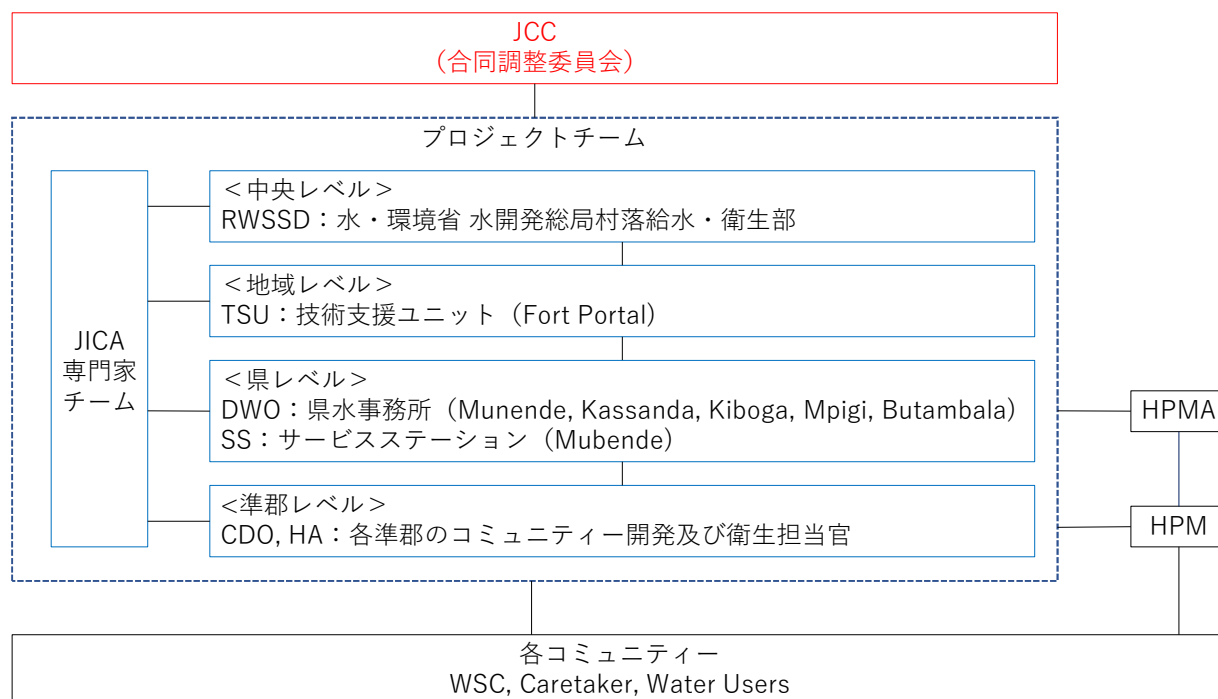 JCC
（合同調整委員会）
プロジェクトチーム
JICA
専門家
チーム
＜中央レベル＞
RWSSD：水・環境省 水開発総局村落給水・衛生部
＜地域レベル＞
TSU：技術支援ユニット（Fort Portal）
＜県レベル＞
DWO：県水事務所（Munende, Kassanda, Kiboga, Mpigi, Butambala）
SS：サービスステーション（Mubende）
<準郡レベル＞
CDO, HA：各準郡のコミュニティー開発及び衛生担当官
HPMA
HPM
各コミュニティー
WSC, Caretaker, Water Users